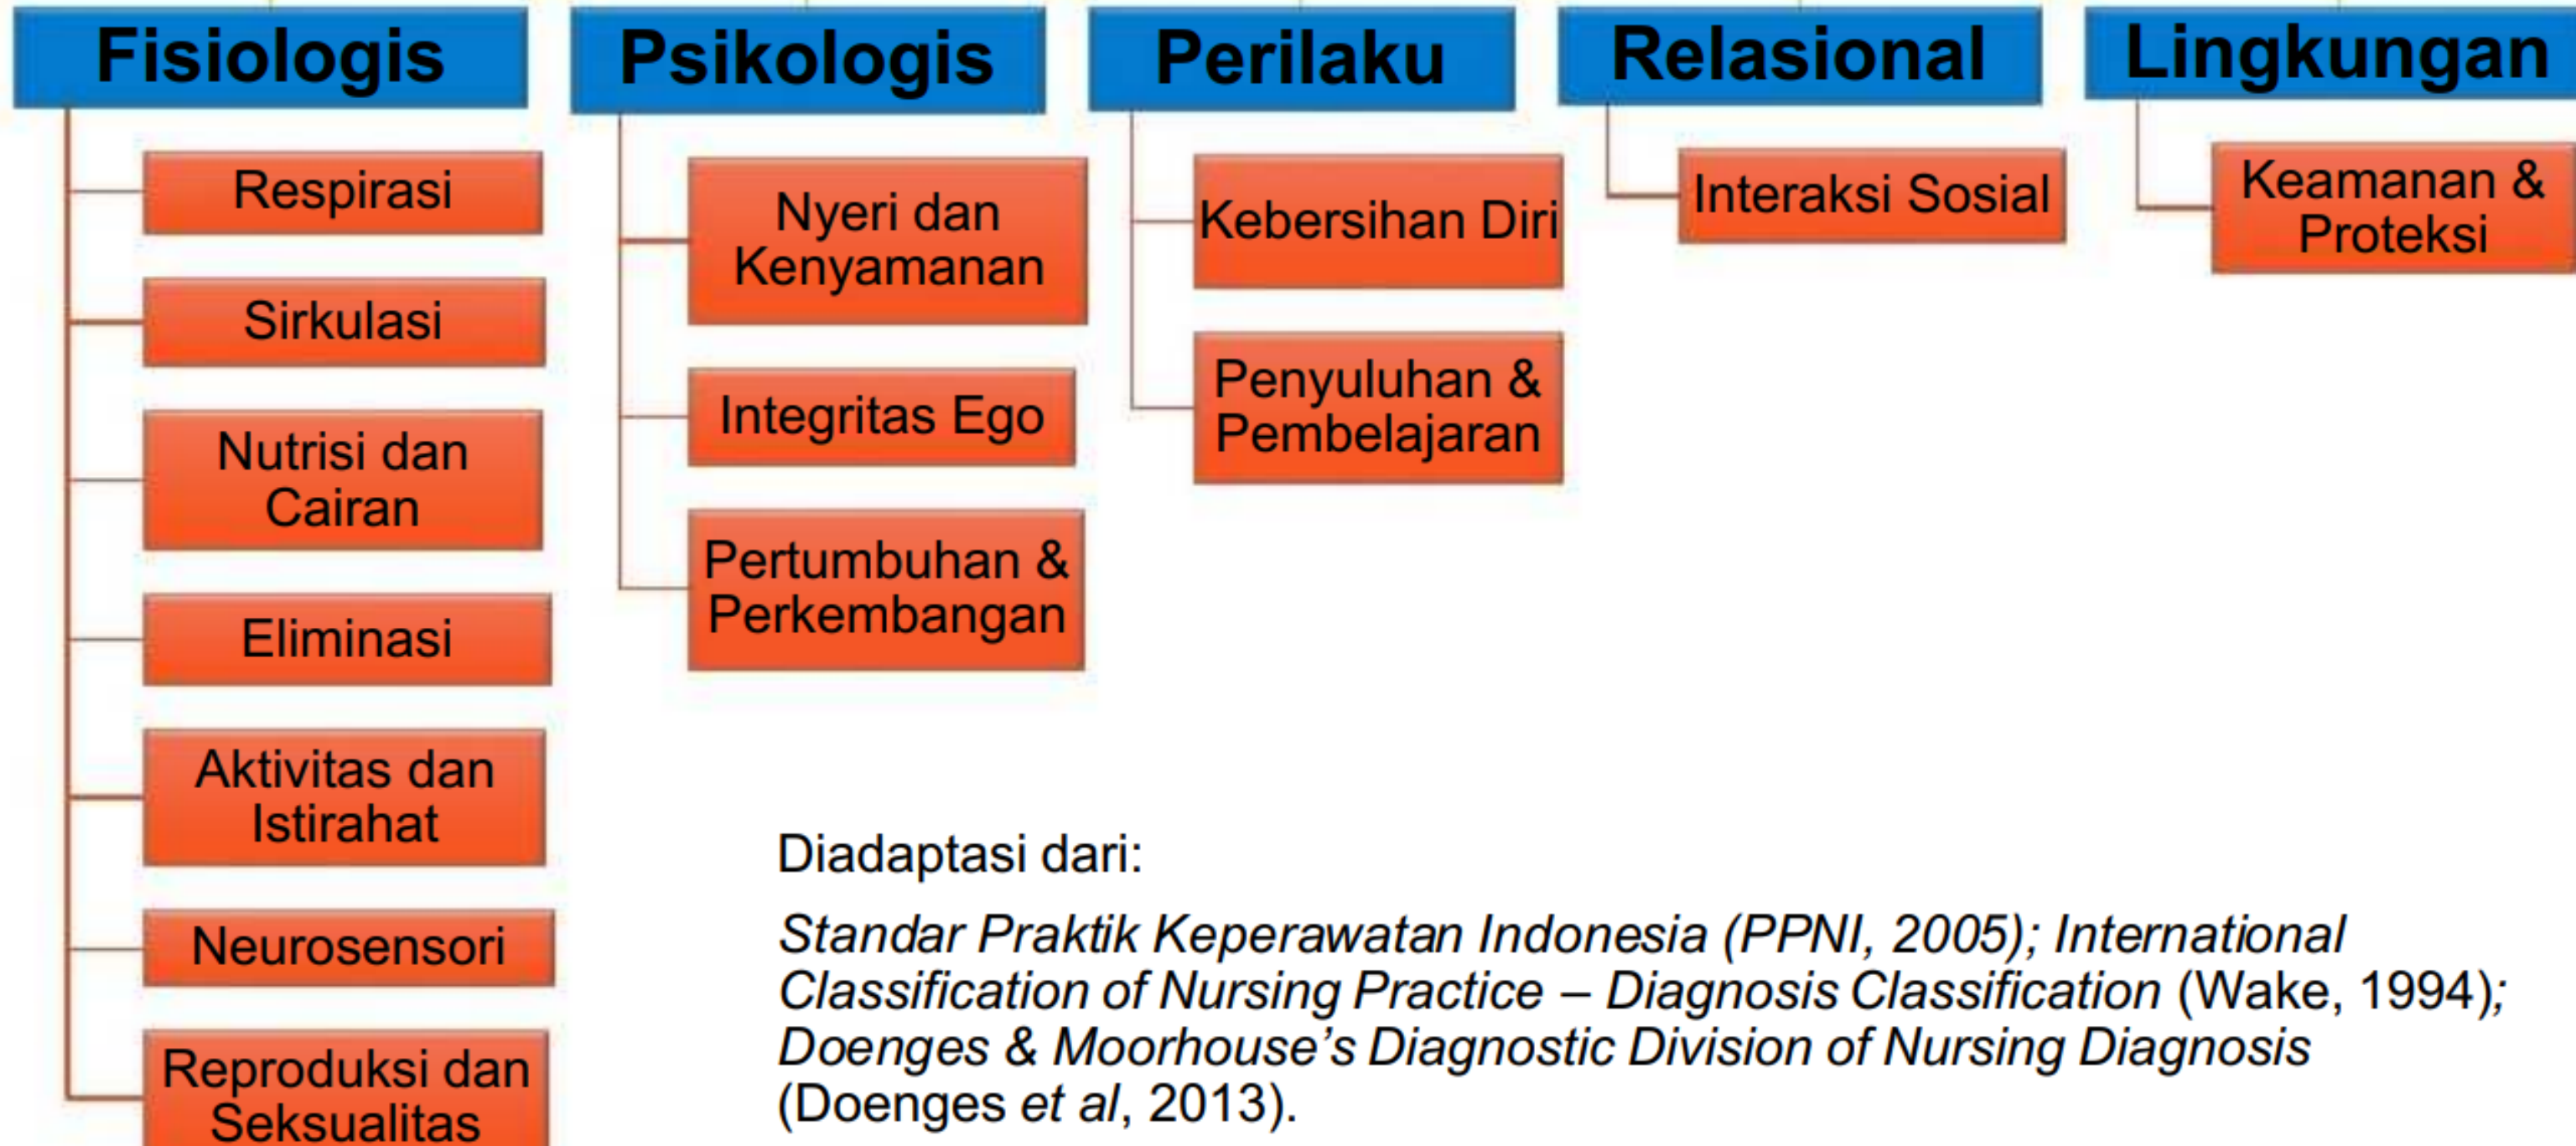 Fisiologis
Respirasi
Sirkulasi
Nutrisi dan
Cairan
Eliminasi
Aktivitas dan
Istirahat
Neurosensori
Reproduksi dan
Seksualitas
Psikologis
Nyeri dan
Kenyamanan
Integritas Ego
Pertumbuhan &
Perkembangan
Perilaku
Kebersihan Diri
Penyuluhan &
Pembelajaran
Relasional
Interaksi Sosial
Lingkungan
Keamanan &
Proteksi
Diadaptasi dari:
Standar Praktik Keperawatan Indonesia (PPNI, 2005); International
Classification of Nursing Practice – Diagnosis Classification (Wake, 1994);
Doenges & Moorhouse’s Diagnostic Division of Nursing Diagnosis
(Doenges et al, 2013).